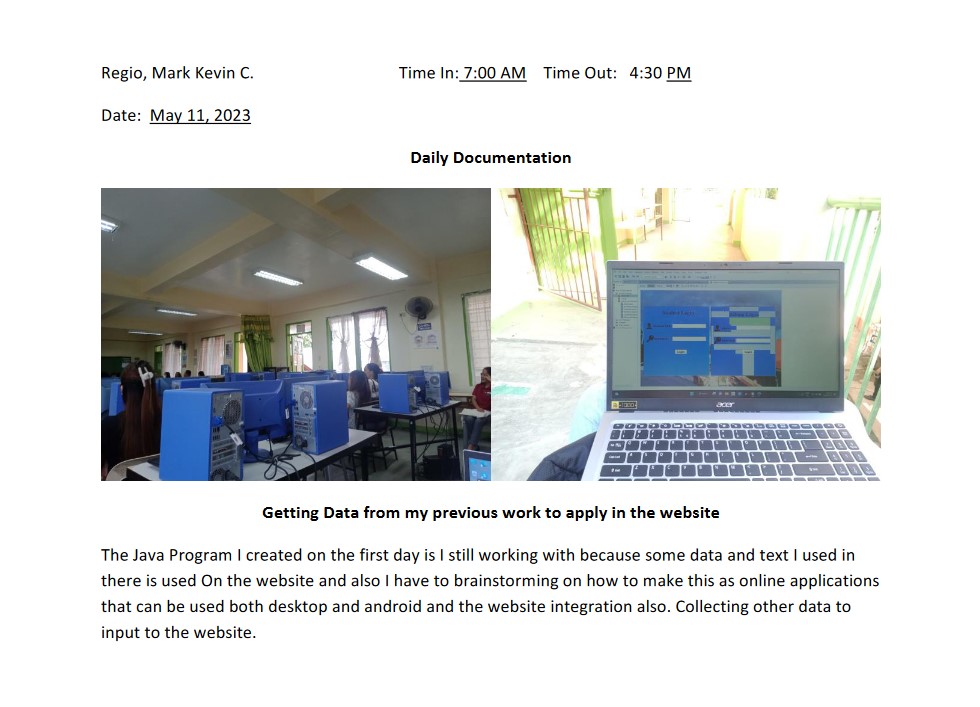 Regio, Mark Kevin C. Time In: 7:00 AM Time Out: 4:30 PM
Date: May 11, 2023
Daily Documentation
acer
Getting Data from my previous work to apply in the website
The Java Program I created on the first day is I still working with because some data and text I used in
there is used On the website and also I have to brainstorming on how to make this as online applications
that can be used both desktop and android and the website integration also. Collecting other data to
input to the website.